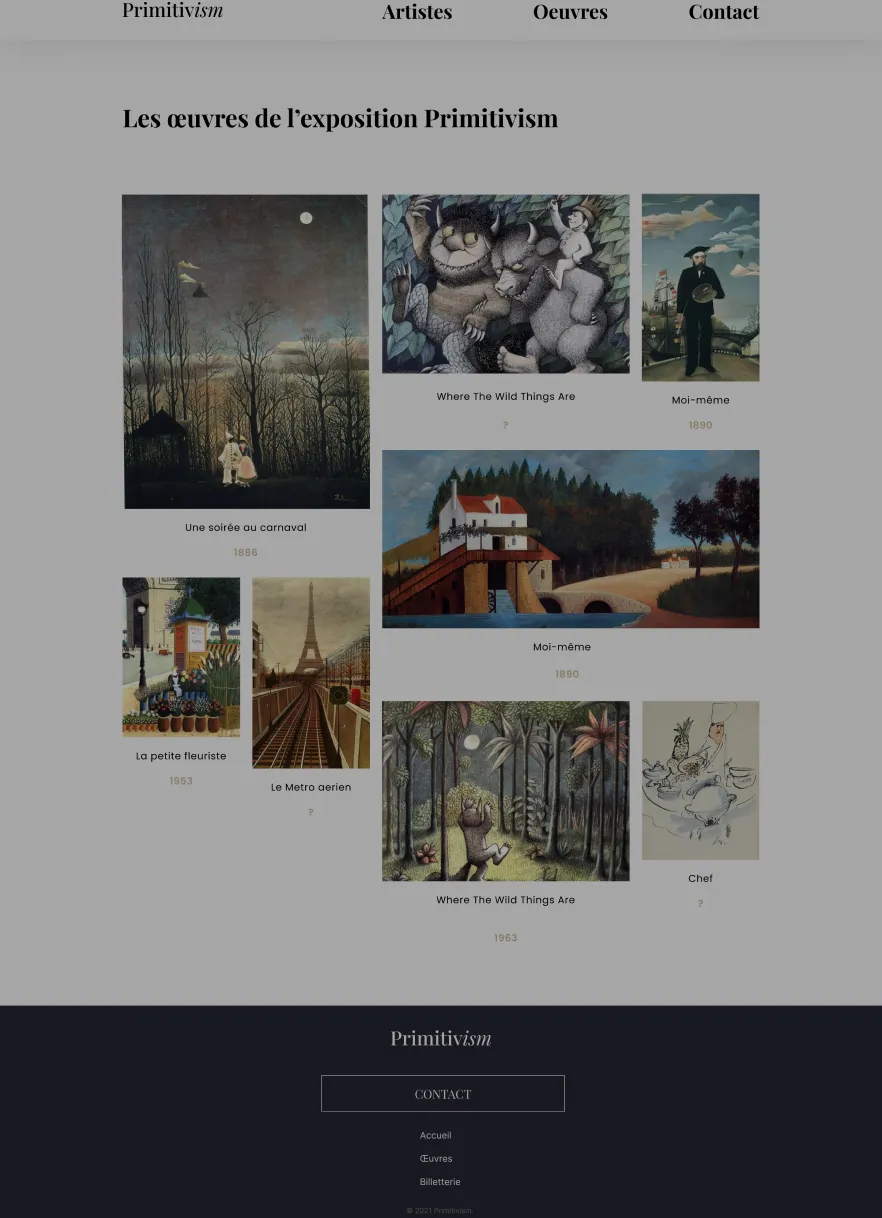 Primitivism
Artistes
Oeuvres
Contact
Les œuvres de l’exposition Primitivism
Where The Wild Things Are
?
Moi-même
1890
Une soirée au carnaval
1886
Moi-même
1890
La petite fleuriste
1953
Le Metro aerien
?
Where The Wild Things Are
1963
Chef
?
Primitivism
CONTACT
Accueil
Œuvres
Billetterie
© 2021 Primitivism.